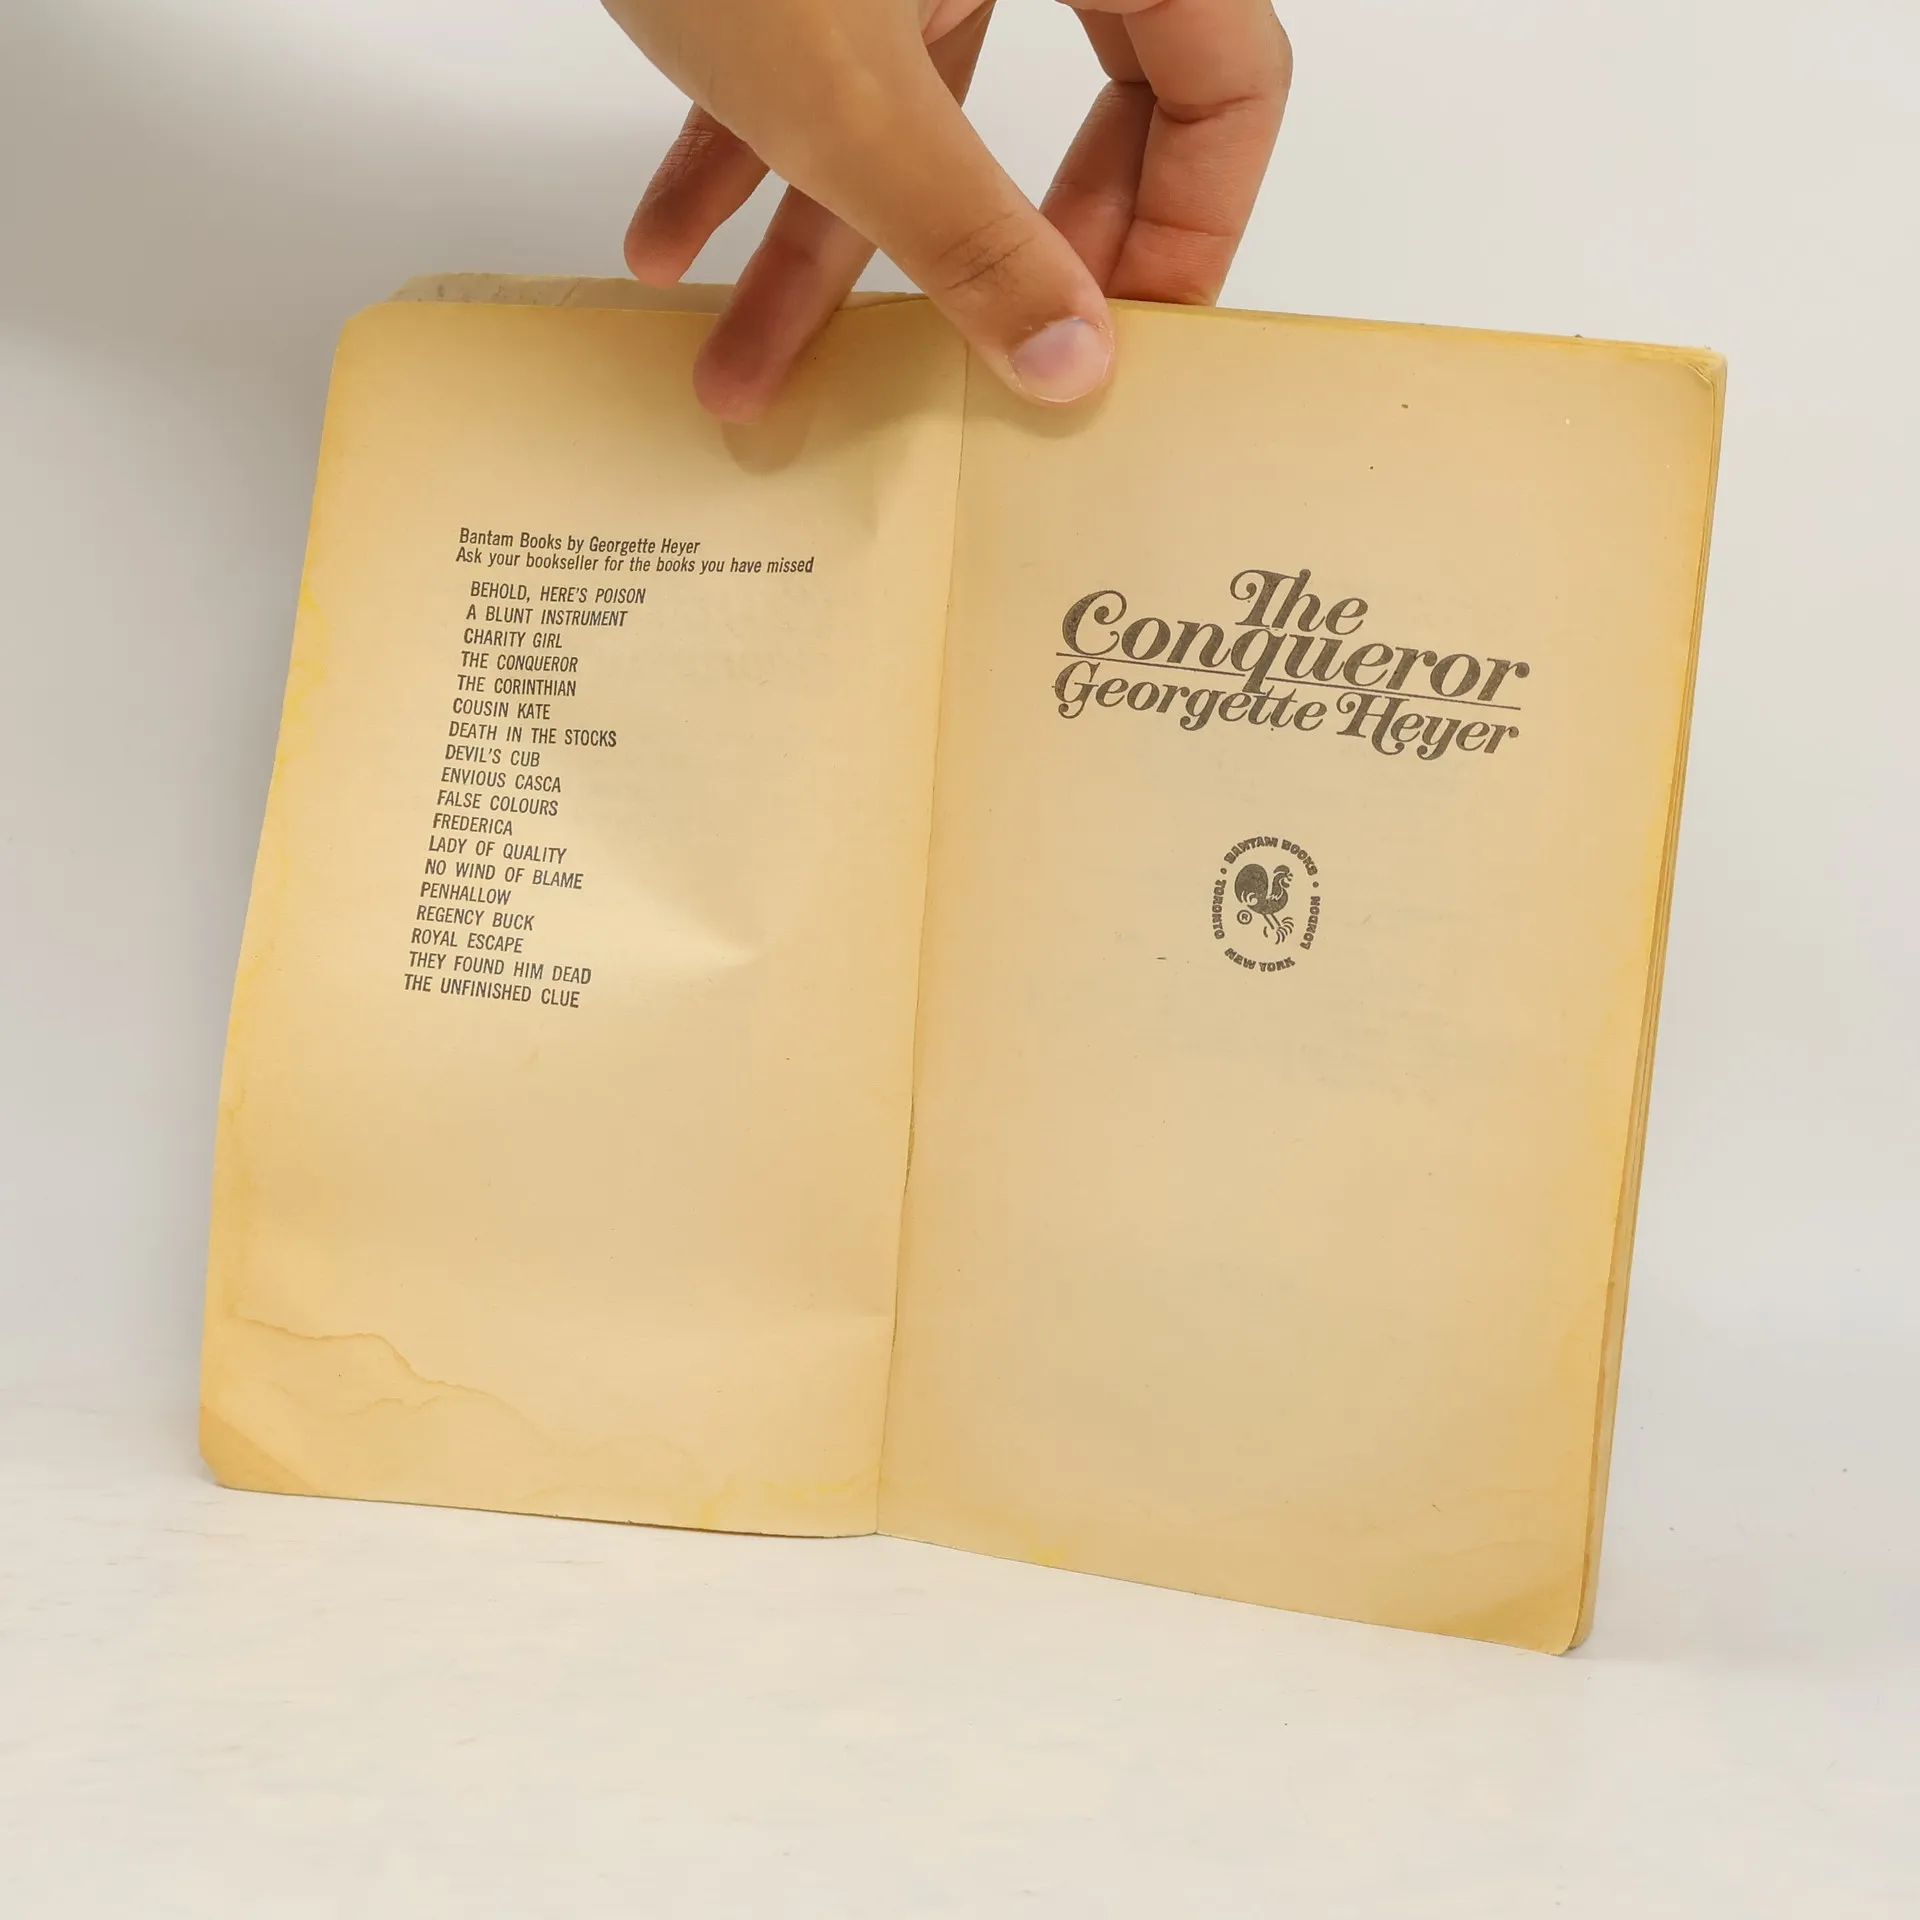 Bantam Books by Georgette Heyer
Ask your bookseller for the books you have missed
BEHOLD, HERE'S POISON
A BLUNT INSTRUMENT
CHARITY GIRL
THE CONQUEROR
THE CORINTHIAN
COUSIN KATE
DEATH IN THE STOCKS
DEVIL'S CUB
ENVIOUS CASCA
FALSE COLOURS
FREDERICA
LADY OF QUALITY
NO WIND OF BLAME
PENHALLOW
REGENCY BUCK
ROYAL ESCAPE
THEY FOUND HIM DEAD
THE UNFINISHED CLUE
The
Conqueror
Georgette Heyer
BANTAM BOOKS • LONDON
NEW YORK
TORONTO •
®